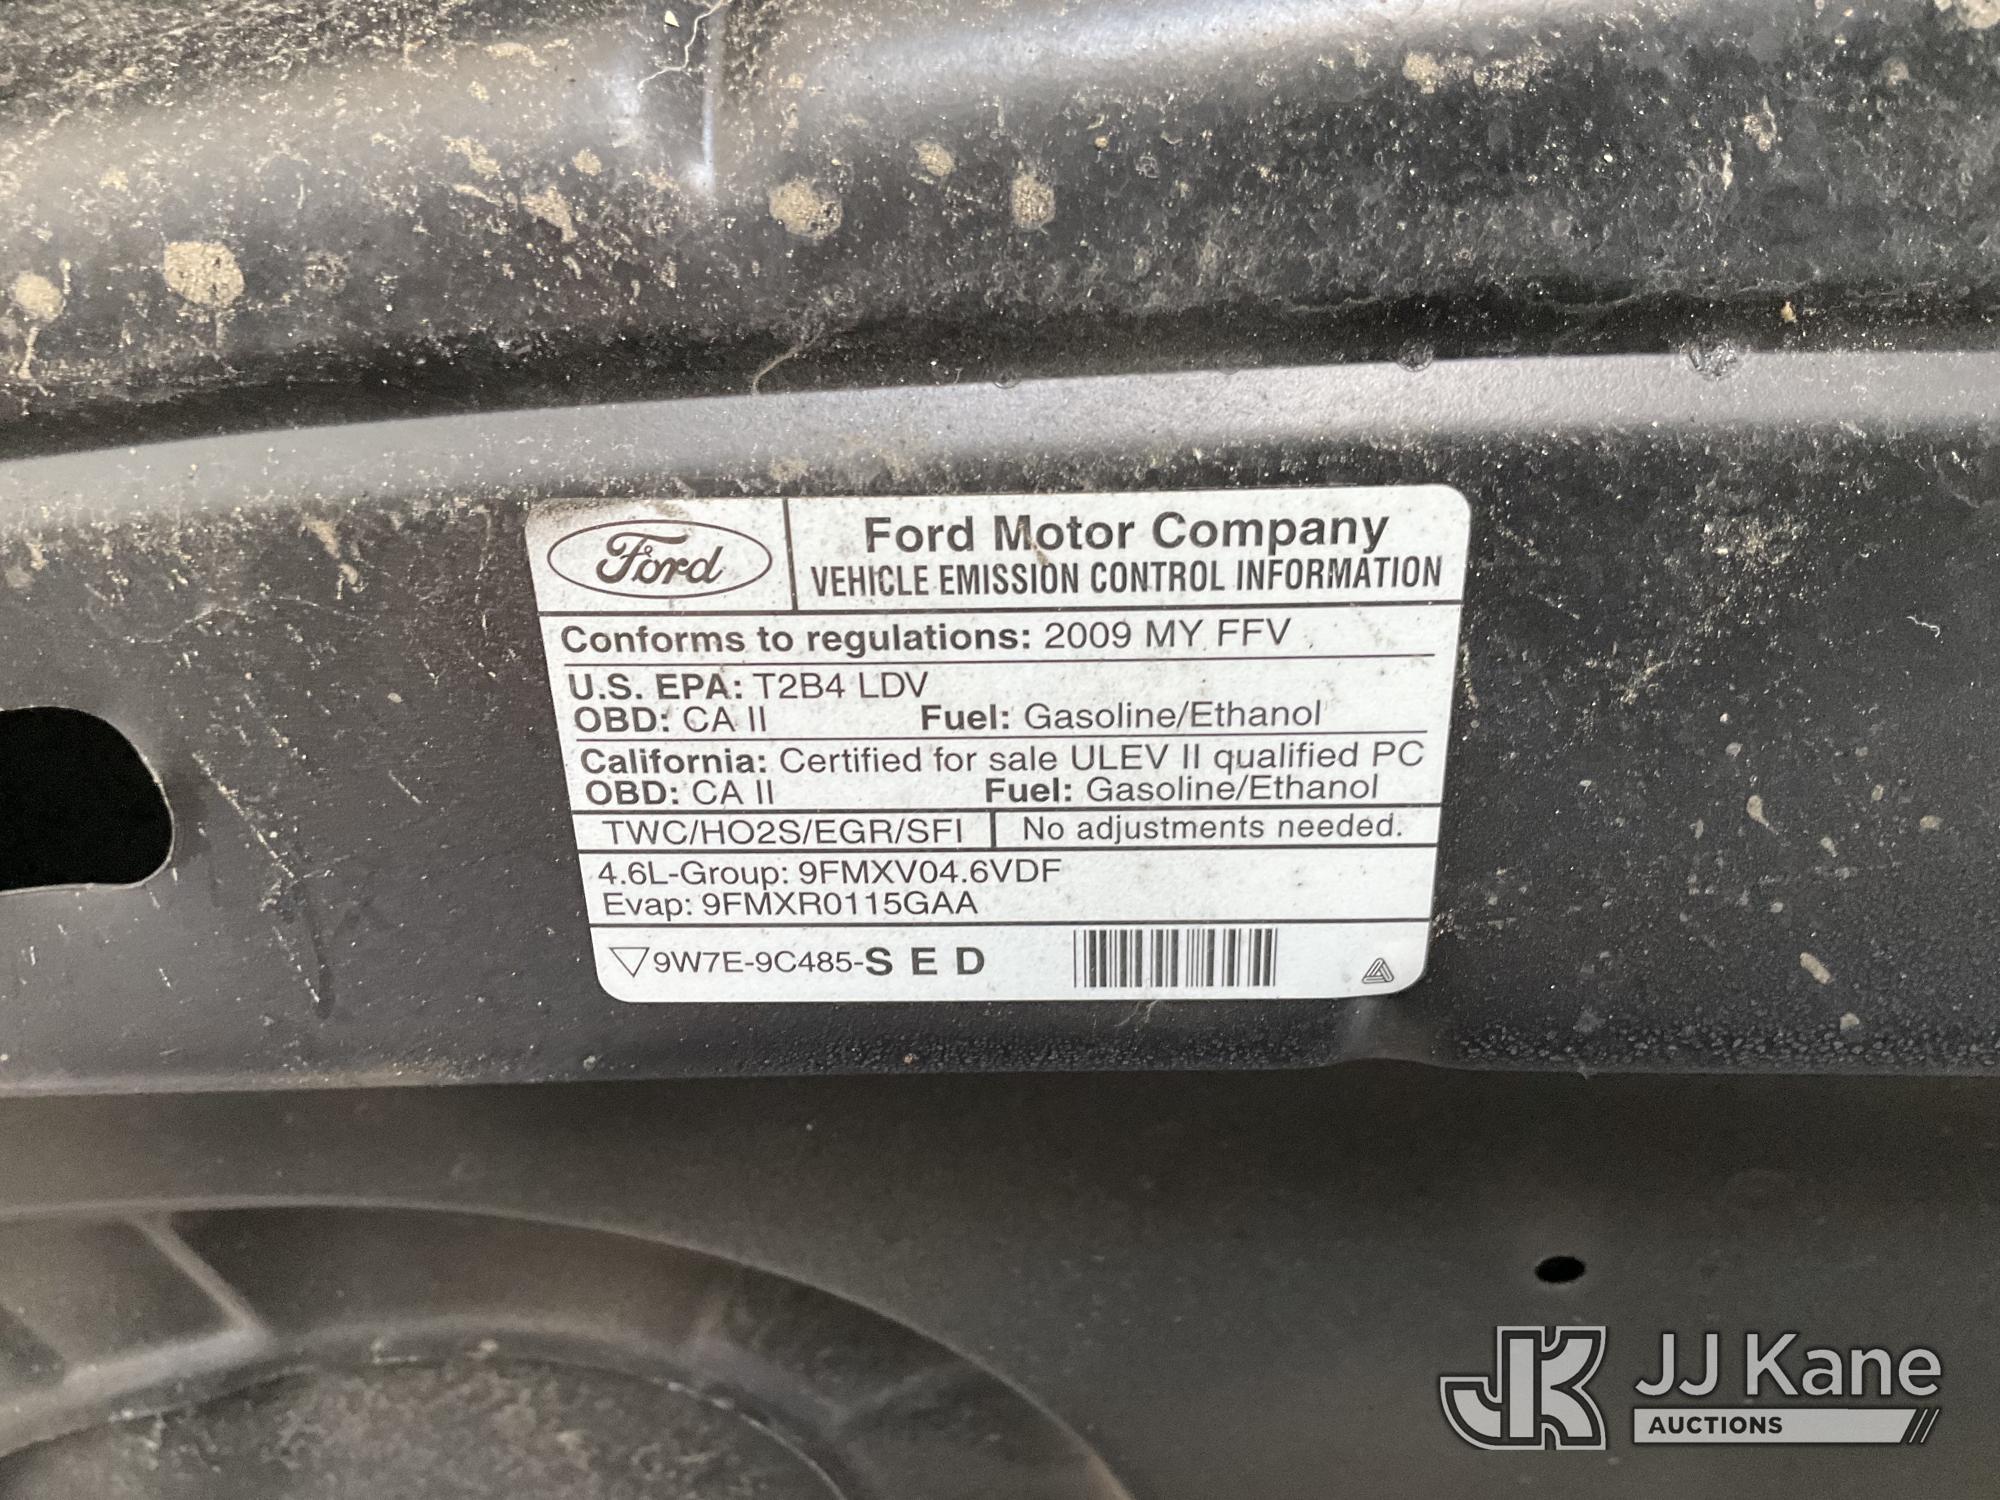 Ford
Ford Motor Company
VEHICLE EMISSION CONTROL INFORMATION
Conforms to regulations: 2009 MY FFV
U.S. EPA: T2B4 LDV
OBD: CA II Fuel: Gasoline/Ethanol
California: Certified for sale ULEV II qualified PC
OBD: CA II Fuel: Gasoline/Ethanol
TWC/HO2S/EGR/SFI No adjustments needed.
4.6L-Group: 9FMXV04.6VDF
Evap: 9FMXR0115GAA
9W7E-9C485-S E D
JK JJ Kane
AUCTIONS